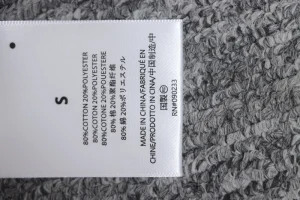 S
80%COTTON 20%POLYESTER
80%COTON 20%POLYESTER
80%COTONE 20%POLIESTERE
80% 棉 20%聚酯纤维
80% 綿 20%ポリエステル
MADE IN CHINA/FABRIQUÉ EN
CHINE/PRODOTTO IN CINA/中国制造/中
国製
RN#090233